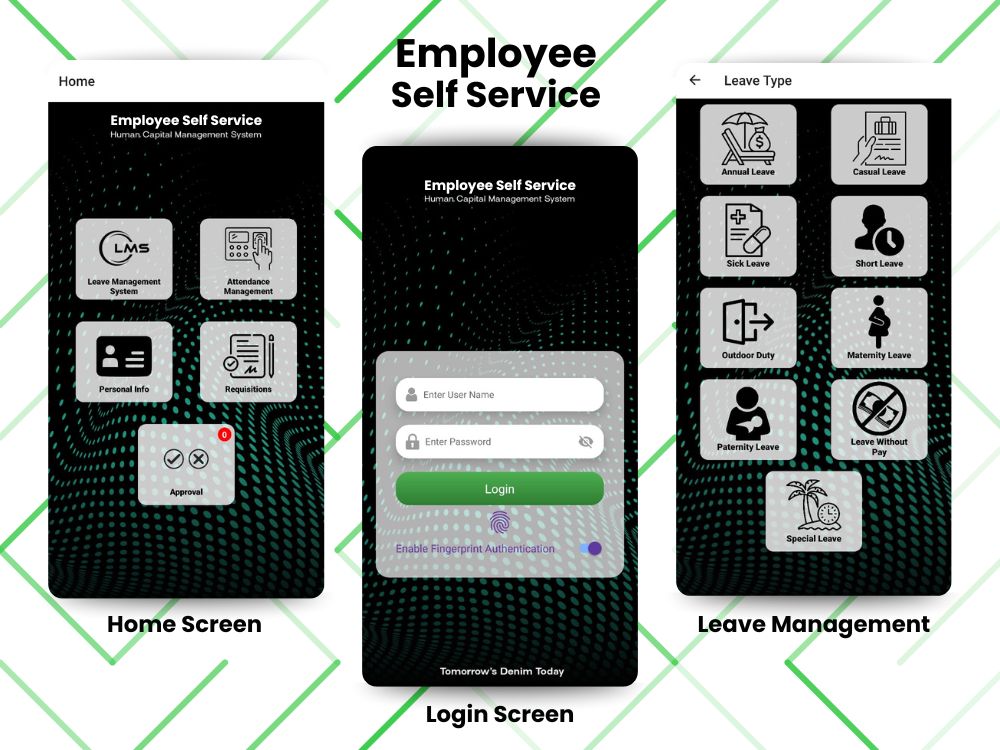 Employee
Self Service
Home
Employee Self Service
Human Capital Management System
LMS
Leave Management
System
Attendance
Management
Personal Info
Requisitions
0
Approval
Home Screen
Employee Self Service
Human Capital Management System
Enter User Name
Enter Password
Login
Enable Fingerprint Authentication
Tomorrow's Denim Today
Login Screen
Leave Type
Annual Leave
Casual Leave
Sick Leave
Short Leave
Outdoor Duty
Maternity Leave
Paternity Leave
Leave Without
Pay
Special Leave
Leave Management